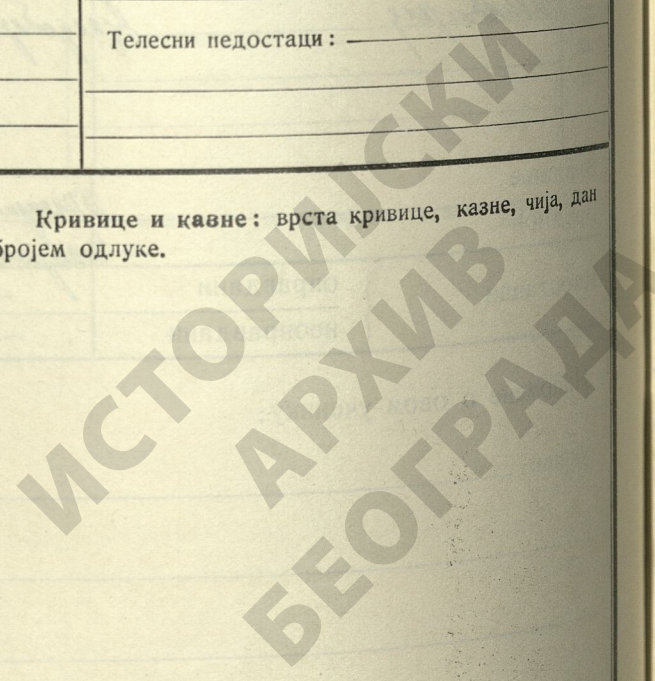 Телесни недостаци:
Кривице и казне: врста кривице, казне, чија, дан
бројем одлуке.
ИСТОРИЈСКИ
АРХИВ
БЕОГРАДА